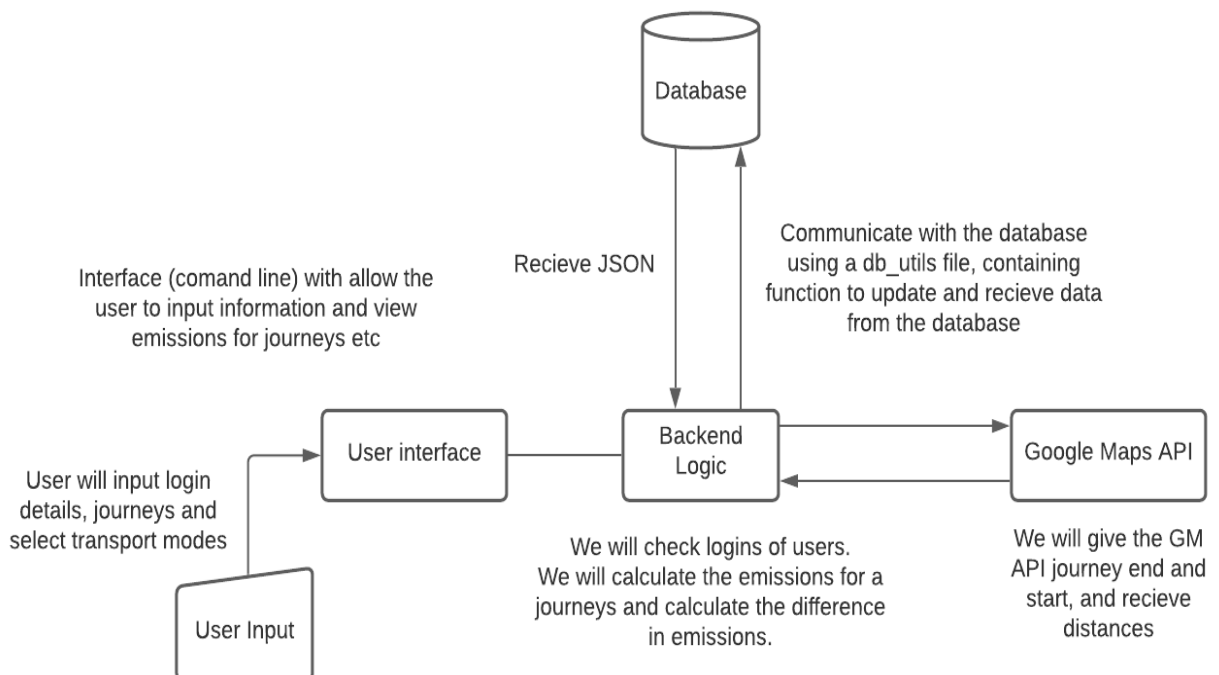 Database
Recieve JSON
Communicate with the database
using a db_utils file, containing
function to update and recieve data
from the database
Interface (comand line) with allow the
user to input information and view
emissions for journeys etc
User interface
Backend
Logic
Google Maps API
User will input login
details, journeys and
select transport modes
We will check logins of users.
We will calculate the emissions for a
journeys and calculate the difference
in emissions.
We will give the GM
API journey end and
start, and recieve
distances
User Input